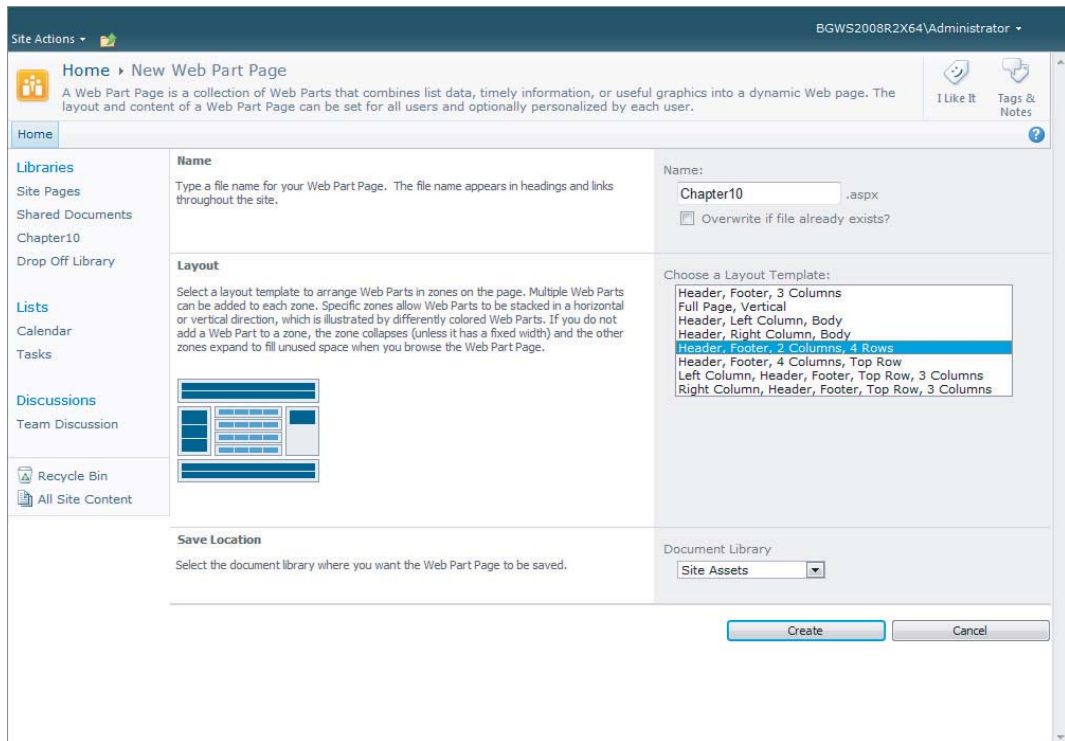 BGWS2008R2X64\Administrator
Site Actions
Home ▸ New Web Part Page
A Web Part Page is a collection of Web Parts that combines list data, timely information, or useful graphics into a dynamic Web page. The
layout and content of a Web Part Page can be set for all users and optionally personalized by each user.
I Like It
Tags &
Notes
Home
Libraries
Site Pages
Shared Documents
Chapter10
Drop Off Library
Lists
Calendar
Tasks
Discussions
Team Discussion
Recycle Bin
All Site Content
Name
Type a file name for your Web Part Page. The file name appears in headings and links
throughout the site.
Name:
Chapter10 .aspx
Overwrite if file already exists?
Layout
Select a layout template to arrange Web Parts in zones on the page. Multiple Web Parts
can be added to each zone. Specific zones allow Web Parts to be stacked in a horizontal
or vertical direction, which is illustrated by differently colored Web Parts. If you do not
add a Web Part to a zone, the zone collapses (unless it has a fixed width) and the other
zones expand to fill unused space when you browse the Web Part Page.
Choose a Layout Template:
Header, Footer, 3 Columns
Full Page, Vertical
Header, Left Column, Body
Header, Right Column, Body
Header, Footer, 2 Columns, 4 Rows
Header, Footer, 4 Columns, Top Row
Left Column, Header, Footer, Top Row, 3 Columns
Right Column, Header, Footer, Top Row, 3 Columns
Save Location
Select the document library where you want the Web Part Page to be saved.
Document Library
Site Assets
Create
Cancel